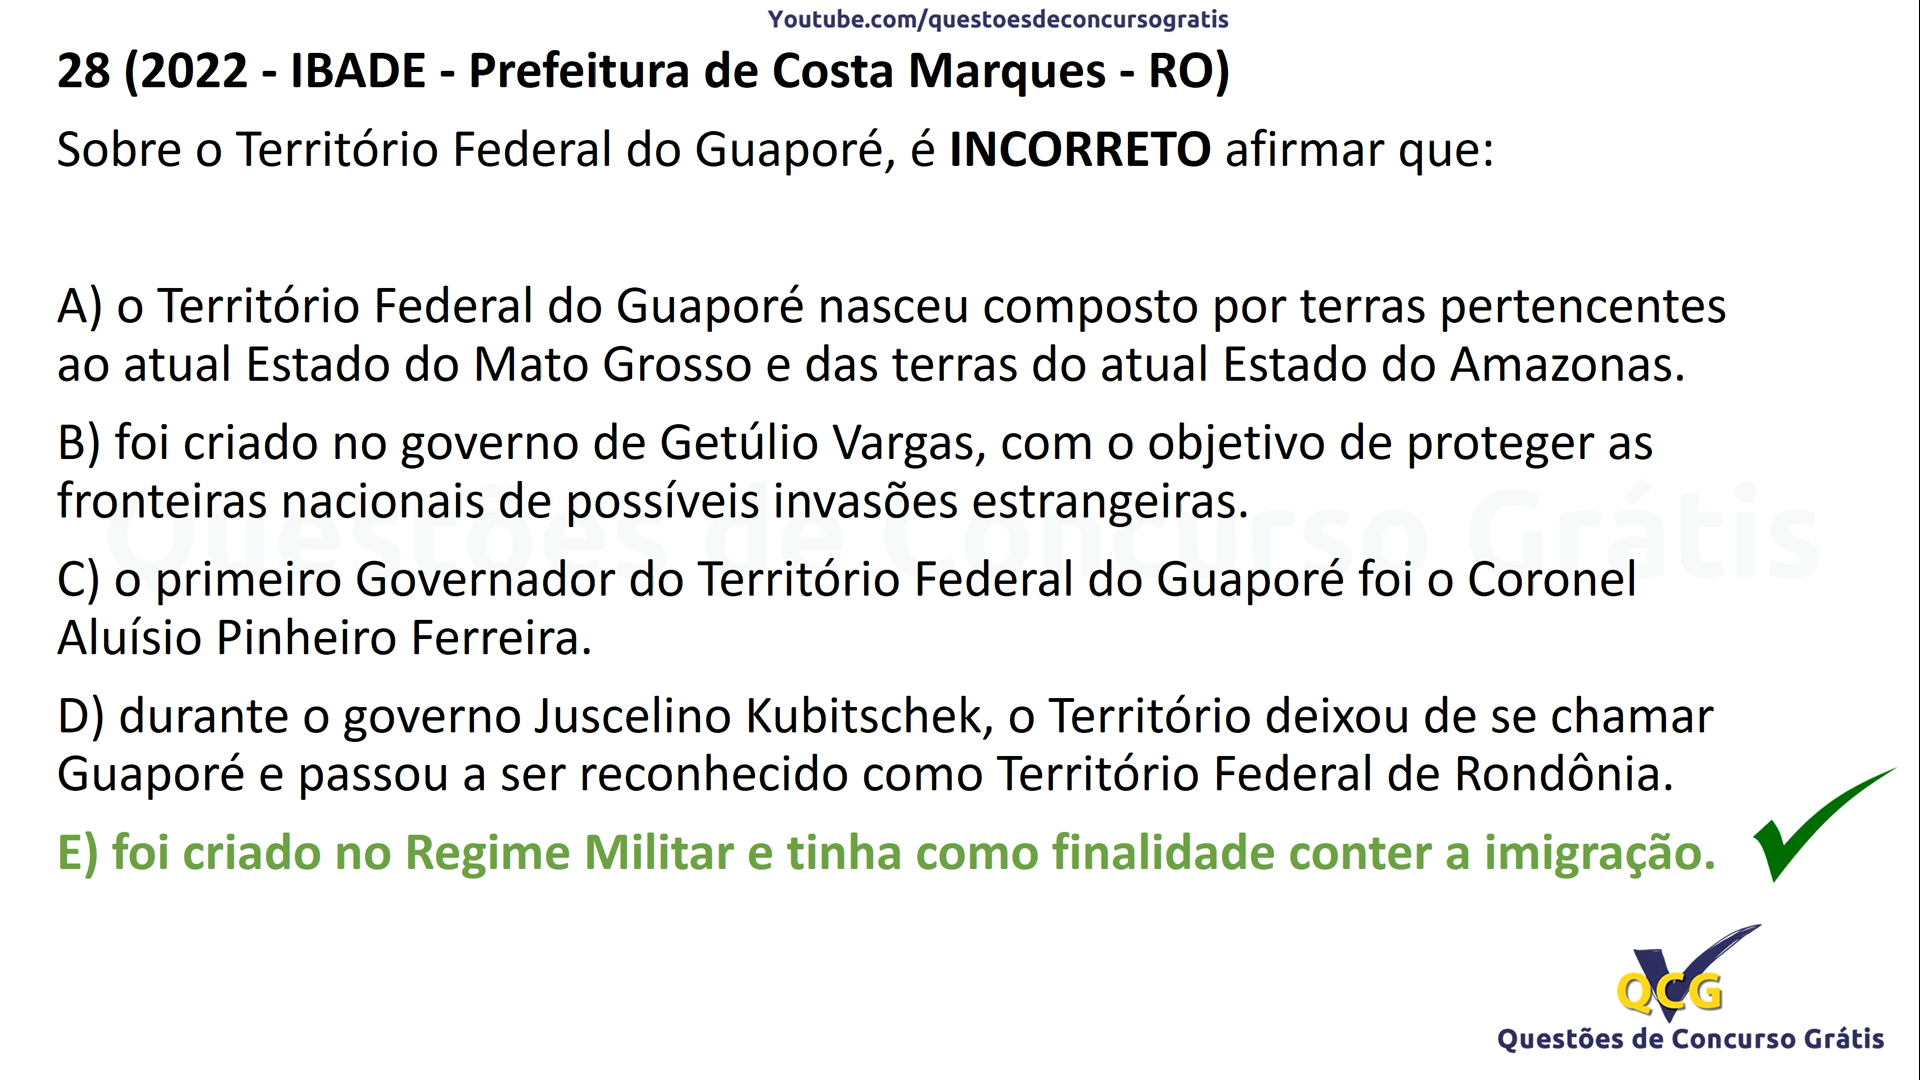 Youtube.com/questoesdeconcursogratis
28 (2022 - IBADE - Prefeitura de Costa Marques - RO)
Sobre o Território Federal do Guaporé, é INCORRETO afirmar que:
A) o Território Federal do Guaporé nasceu composto por terras pertencentes
ao atual Estado do Mato Grosso e das terras do atual Estado do Amazonas.
B) foi criado no governo de Getúlio Vargas, com o objetivo de proteger as
fronteiras nacionais de possíveis invasões estrangeiras.
Questões de Concurso Grátis
C) o primeiro Governador do Território Federal do Guaporé foi o Coronel
Aluísio Pinheiro Ferreira.
D) durante o governo Juscelino Kubitschek, o Território deixou de se chamar
Guaporé e passou a ser reconhecido como Território Federal de Rondônia.
E) foi criado no Regime Militar e tinha como finalidade conter a imigração.
QCG
Questões de Concurso Grátis